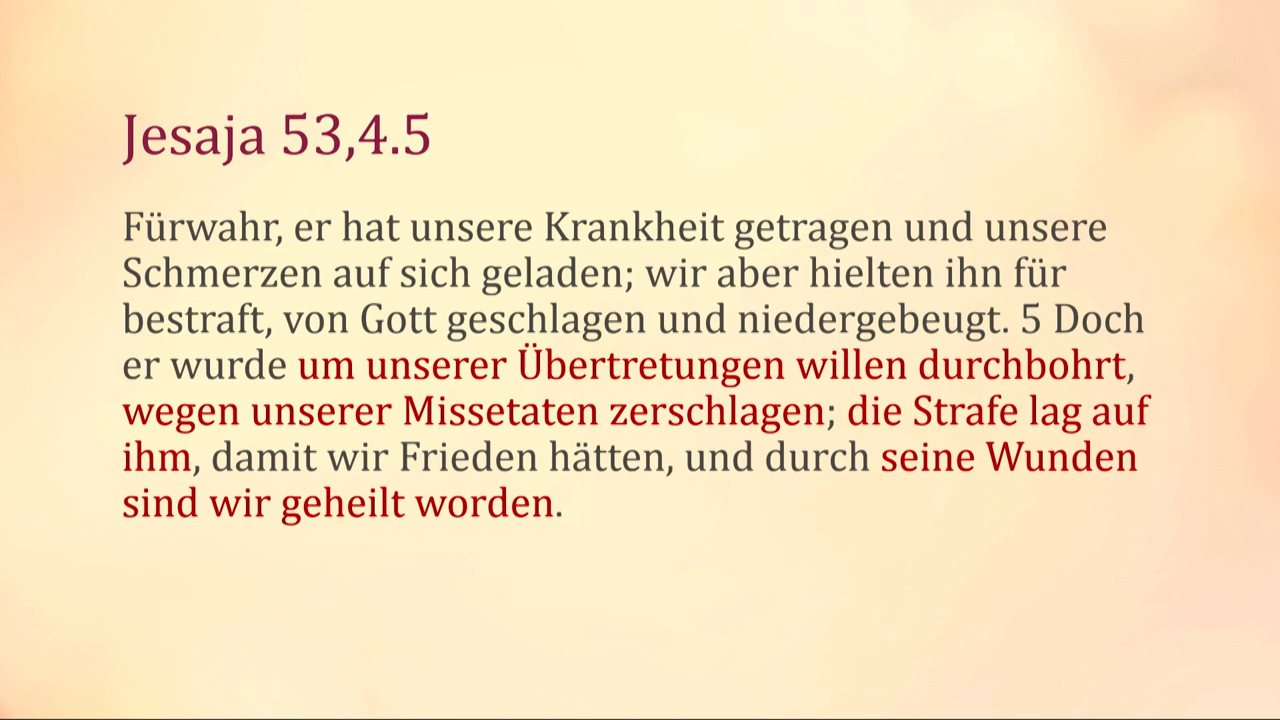 Jesaja 53,4.5
Fürwahr, er hat unsere Krankheit getragen und unsere
Schmerzen auf sich geladen; wir aber hielten ihn für
bestraft, von Gott geschlagen und niedergebeugt. 5 Doch
er wurde um unserer Übertretungen willen durchbohrt,
wegen unserer Missetaten zerschlagen; die Strafe lag auf
ihm, damit wir Frieden hätten, und durch seine Wunden
sind wir geheilt worden.